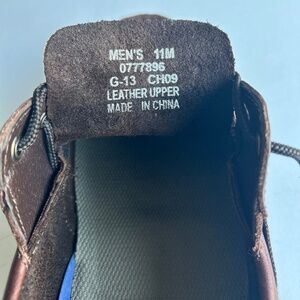 MEN'S 11M
0777896
G-13 CH09
LEATHER UPPER
MADE IN CHINA